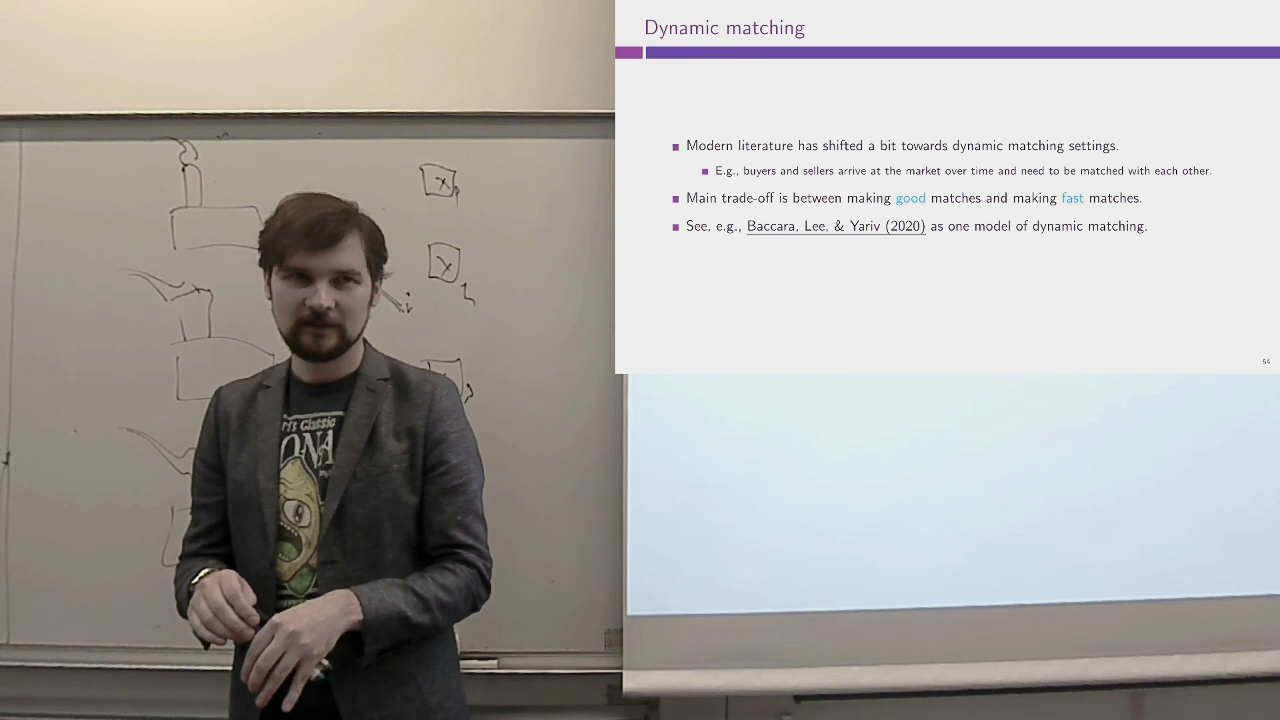 Dynamic matching
Modern literature has shifted a bit towards dynamic matching settings.
E.g., buyers and sellers arrive at the market over time and need to be matched with each other.
Main trade-off is between making good matches and making fast matches.
See, e.g., Baccara, Lee, & Yariv (2020) as one model of dynamic matching.
54
x
x
Classic